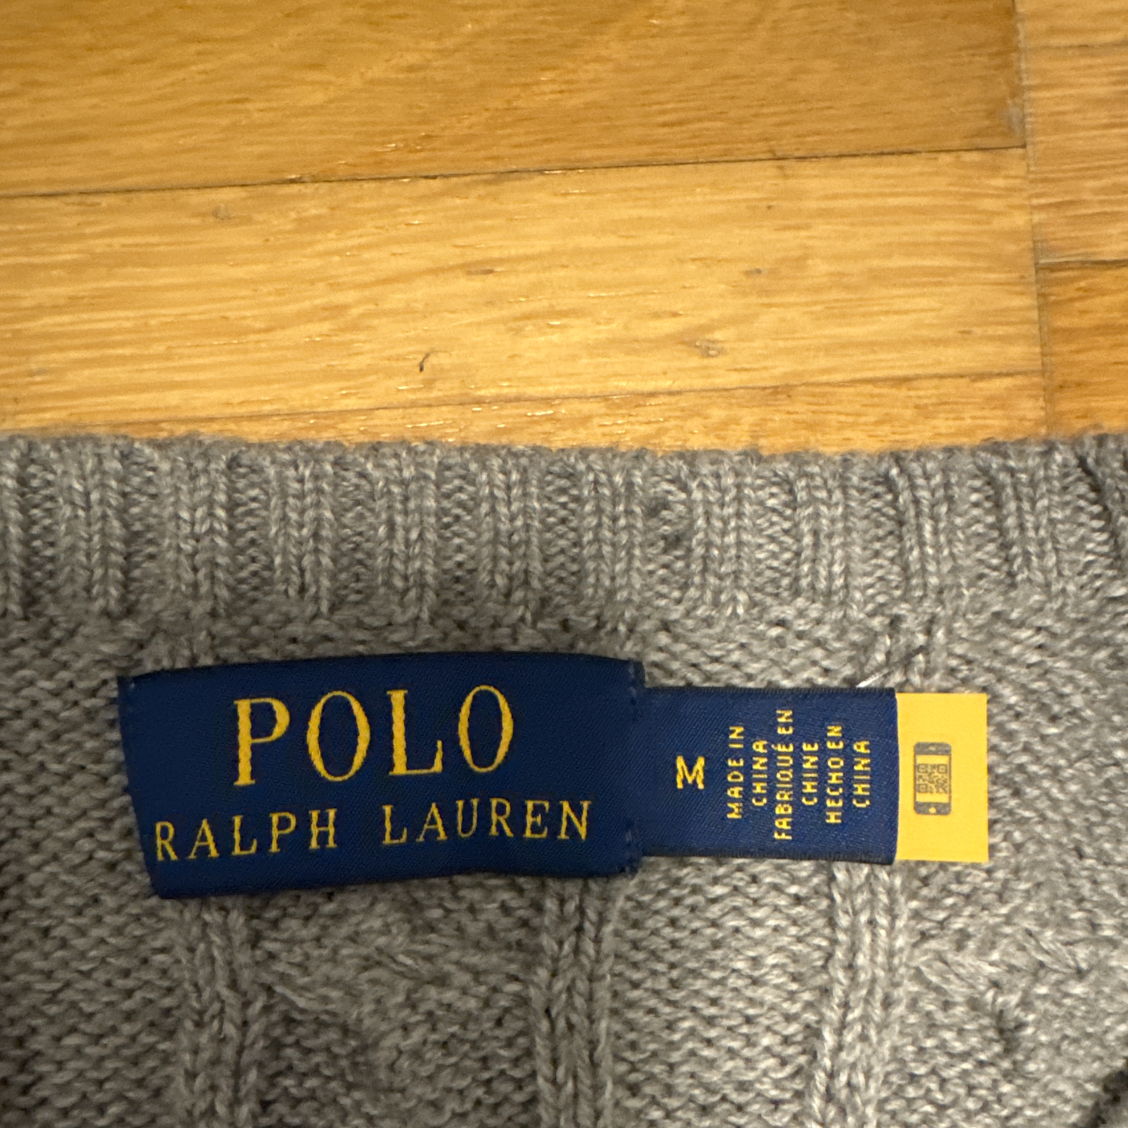 POLO
RALPH LAUREN
M
MADE IN
CHINA
FABRIQUÉ EN
CHINE
HECHO EN
CHINA